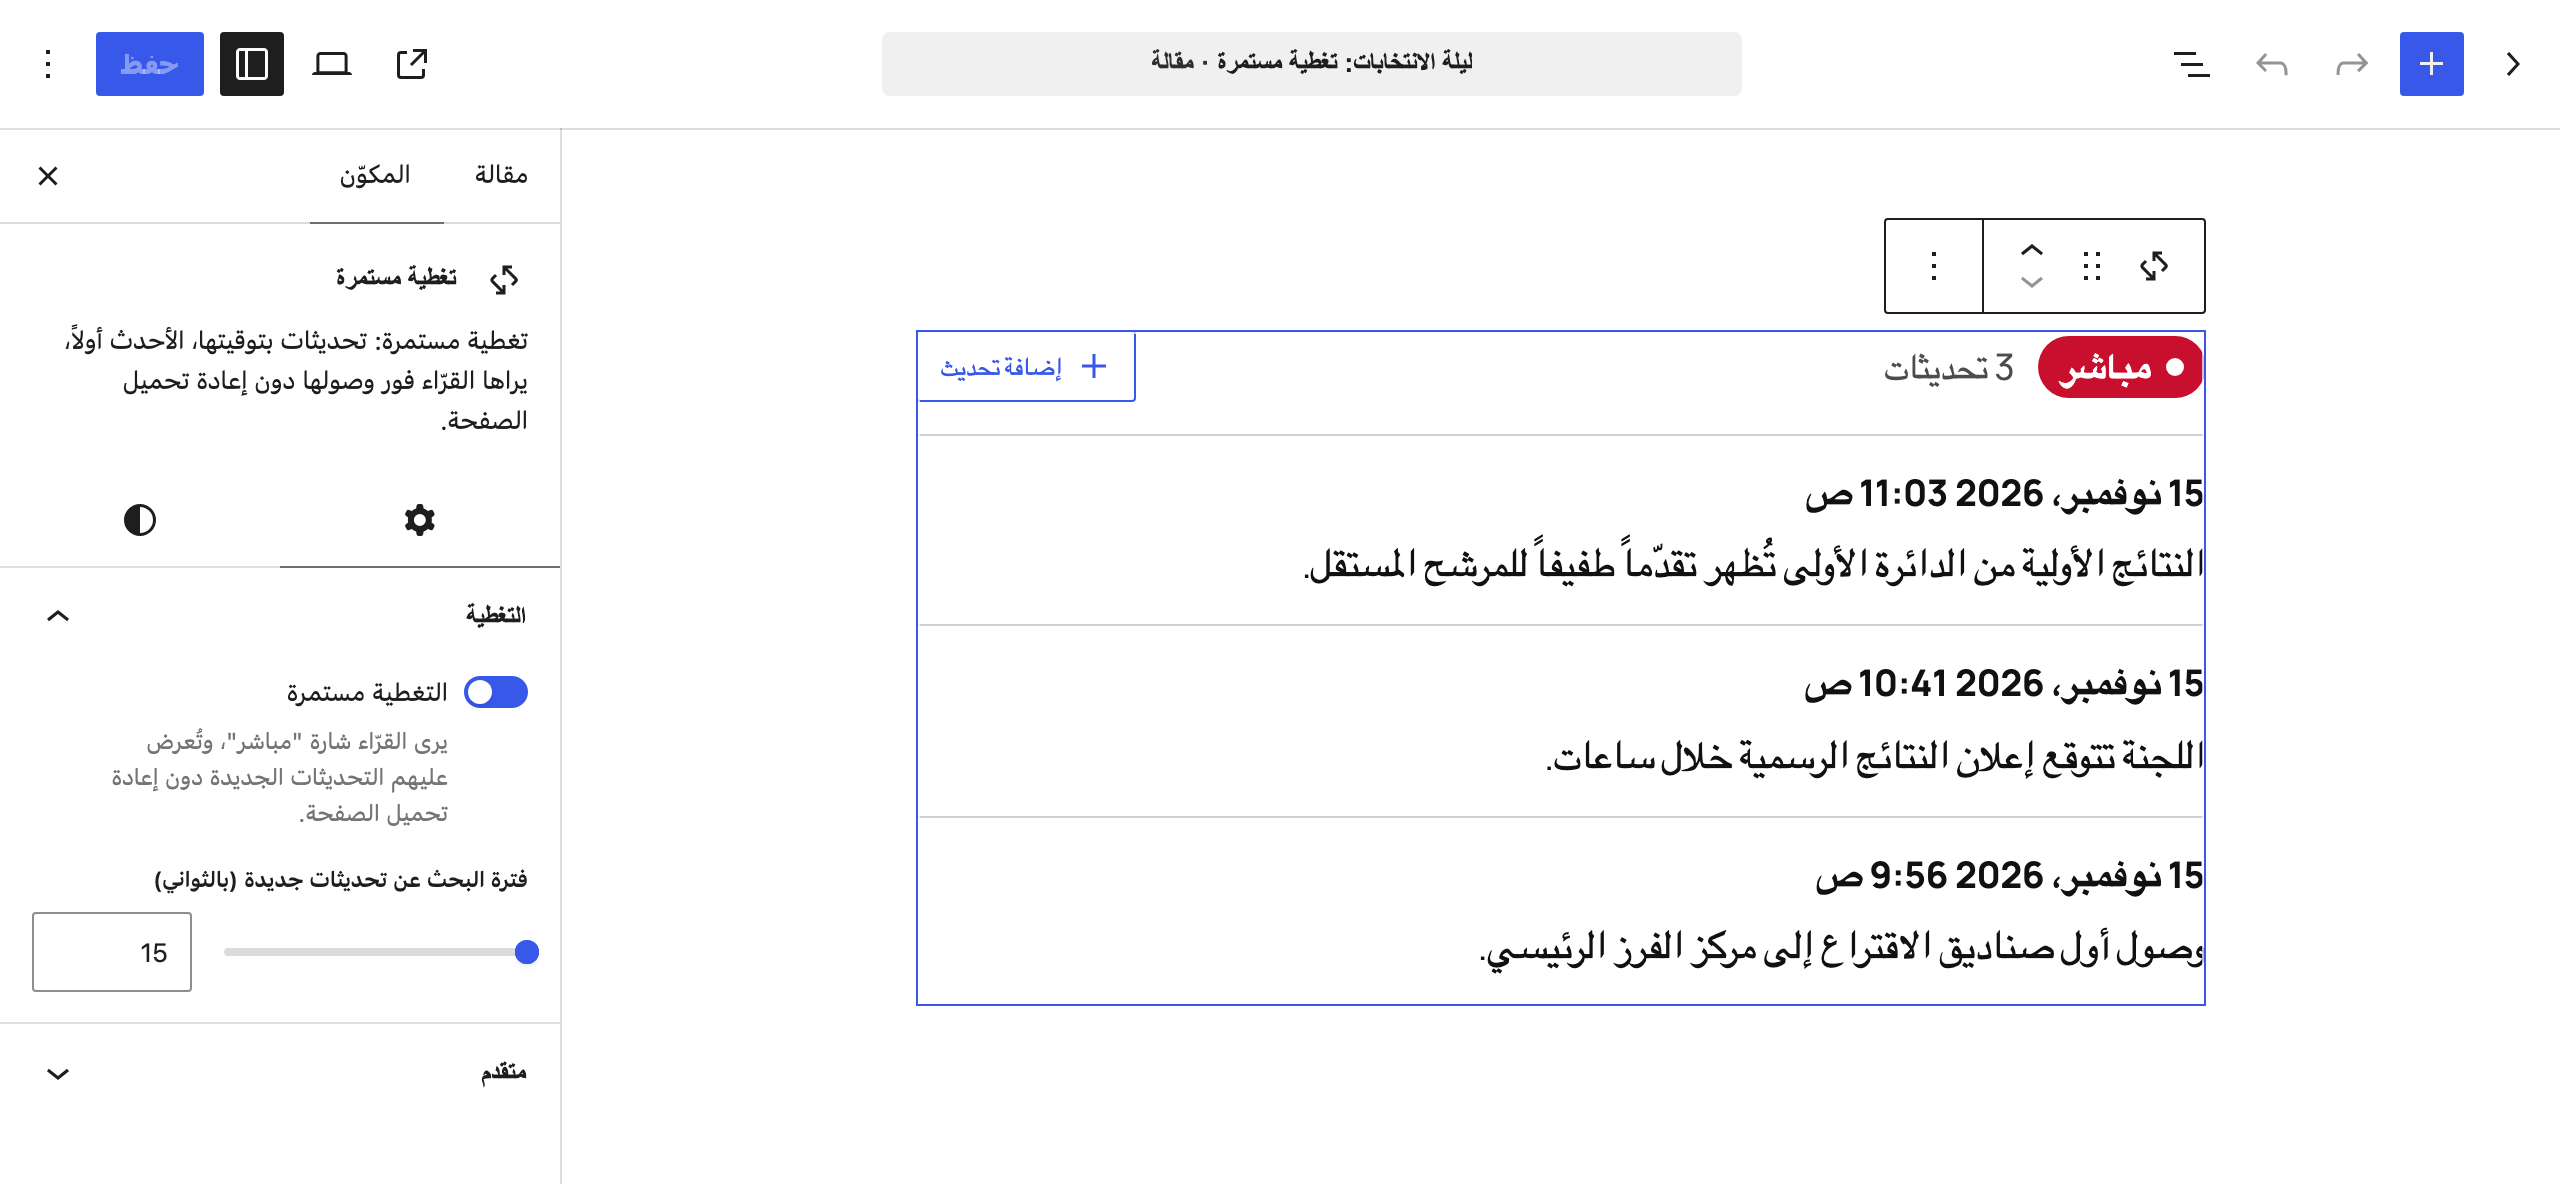 ليلة الانتخابات: تغطية مستمرة · مقالة
حفظ
مقالة
المكوّن
تغطية مستمرة
تغطية مستمرة: تحديثات بتوقيتها، الأحدث أولاً،
يراها القرّاء فور وصولها دون إعادة تحميل
الصفحة.
التغطية
التغطية مستمرة
يرى القرّاء شارة "مباشر"، وتُعرض
عليهم التحديثات الجديدة دون إعادة
تحميل الصفحة.
فترة البحث عن تحديثات جديدة (بالثواني)
15
متقدم
مباشر
3 تحديثات
إضافة تحديث
15 نوفمبر، 2026 11:03 ص
النتائج الأولية من الدائرة الأولى تُظهر تقدّماً طفيفاً للمرشح المستقل.
15 نوفمبر، 2026 10:41 ص
اللجنة تتوقع إعلان النتائج الرسمية خلال ساعات.
15 نوفمبر، 2026 9:56 ص
وصول أول صناديق الاقتراع إلى مركز الفرز الرئيسي.